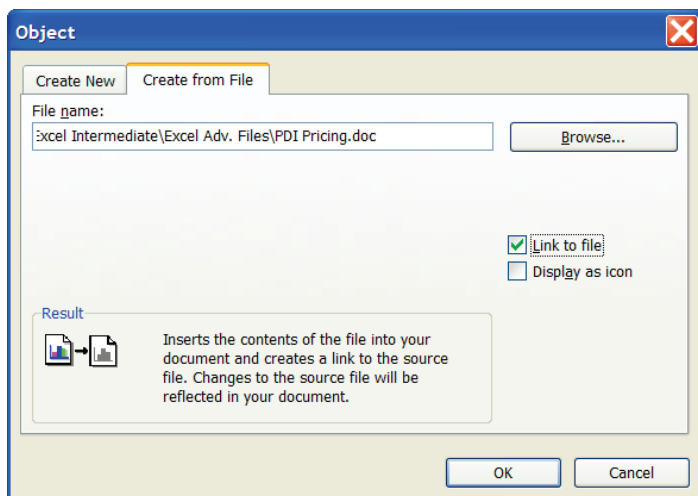 Object
Create New
Create from File
File name:
Excel Intermediate\Excel Adv. Files\PDI Pricing.doc
Browse...
Link to file
Display as icon
Result
Inserts the contents of the file into your
document and creates a link to the source
file. Changes to the source file will be
reflected in your document.
OK
Cancel